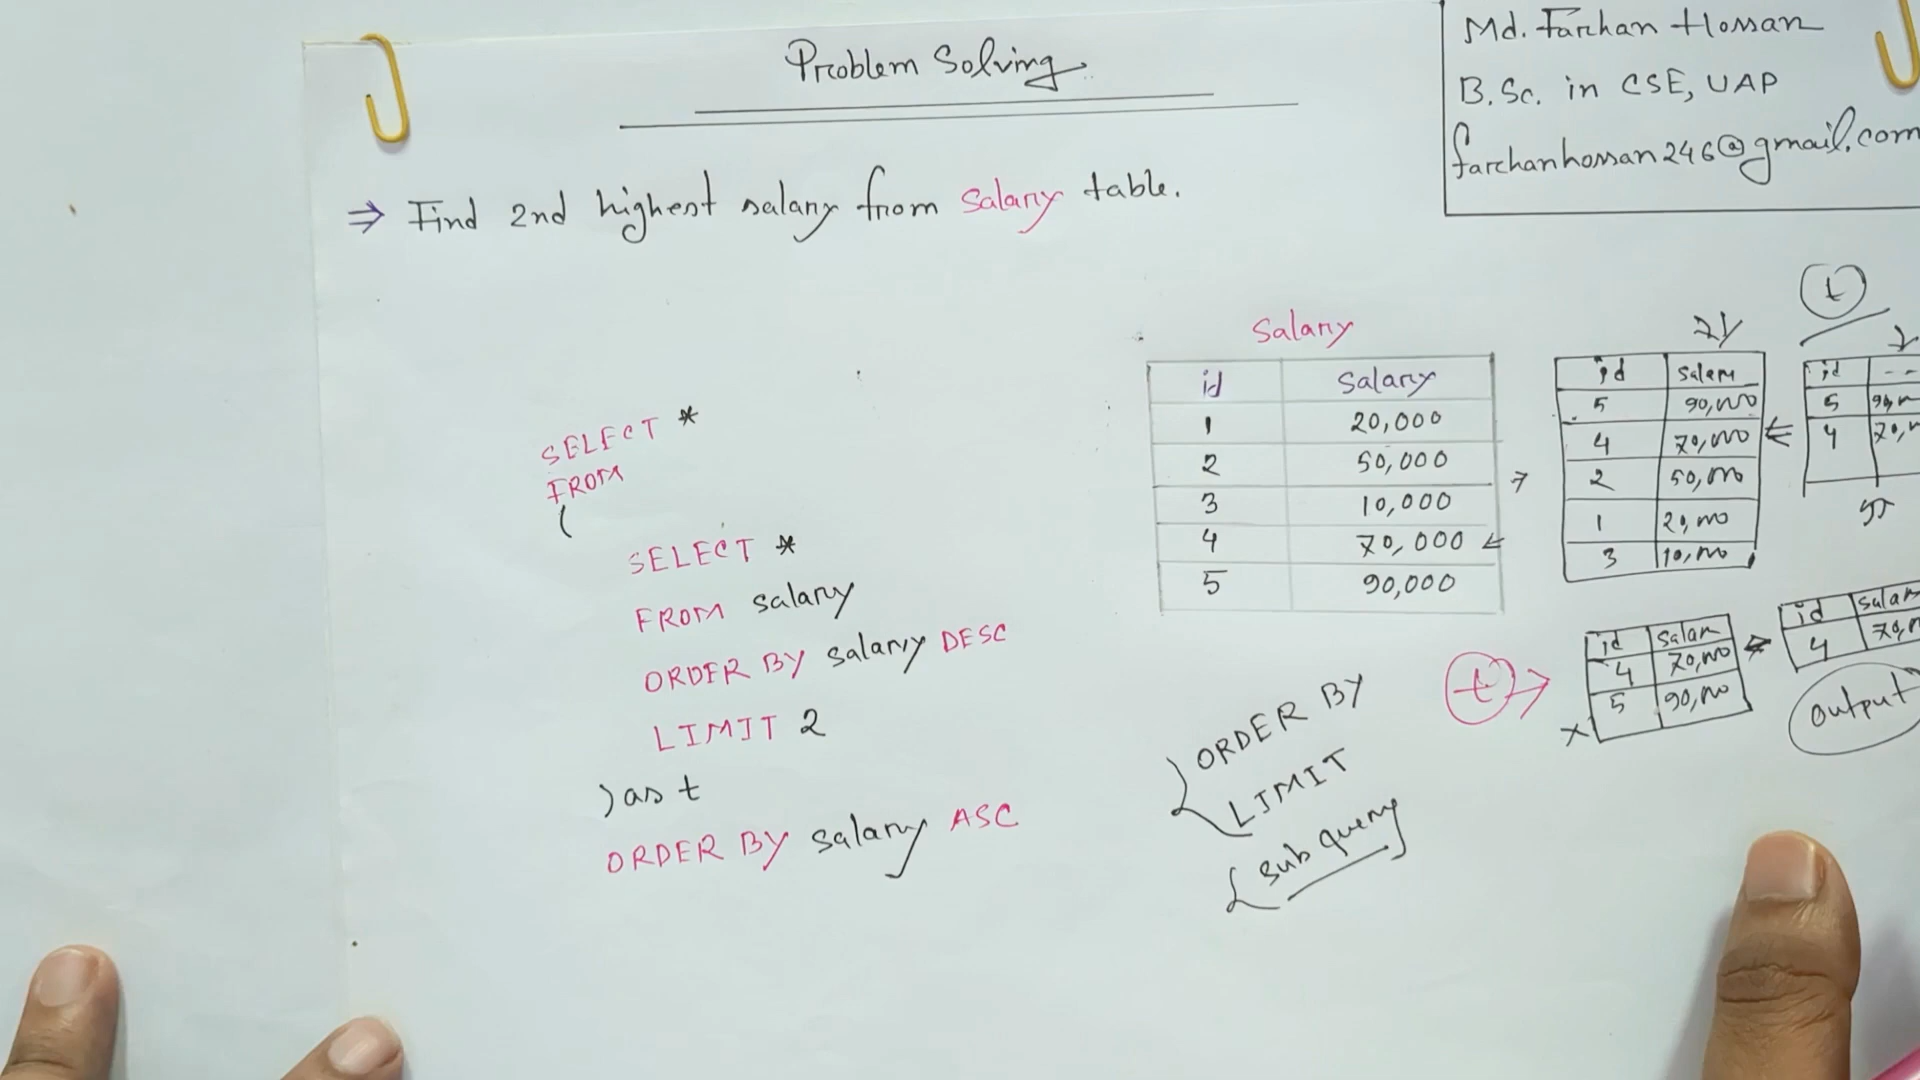 Problem Solving
Md. Farhan Hossan
B.Sc. in CSE, UAP
farhanhossan246@gmail.com
⇒ Find 2nd highest salary from Salary table.
SELECT *
FROM
(
SELECT *
FROM salary
ORDER BY salary DESC
LIMIT 2
) as t
ORDER BY salary ASC
Salary
id Salary
1 20,000
2 50,000
3 10,000
4 70,000
5 90,000
id salary
5 90,000
4 70,000
2 50,000
1 20,000
3 10,000
t
id --
5
4
t
id salary
4 70,000
5 90,000
id salary
4
output
ORDER BY
LIMIT
Sub query